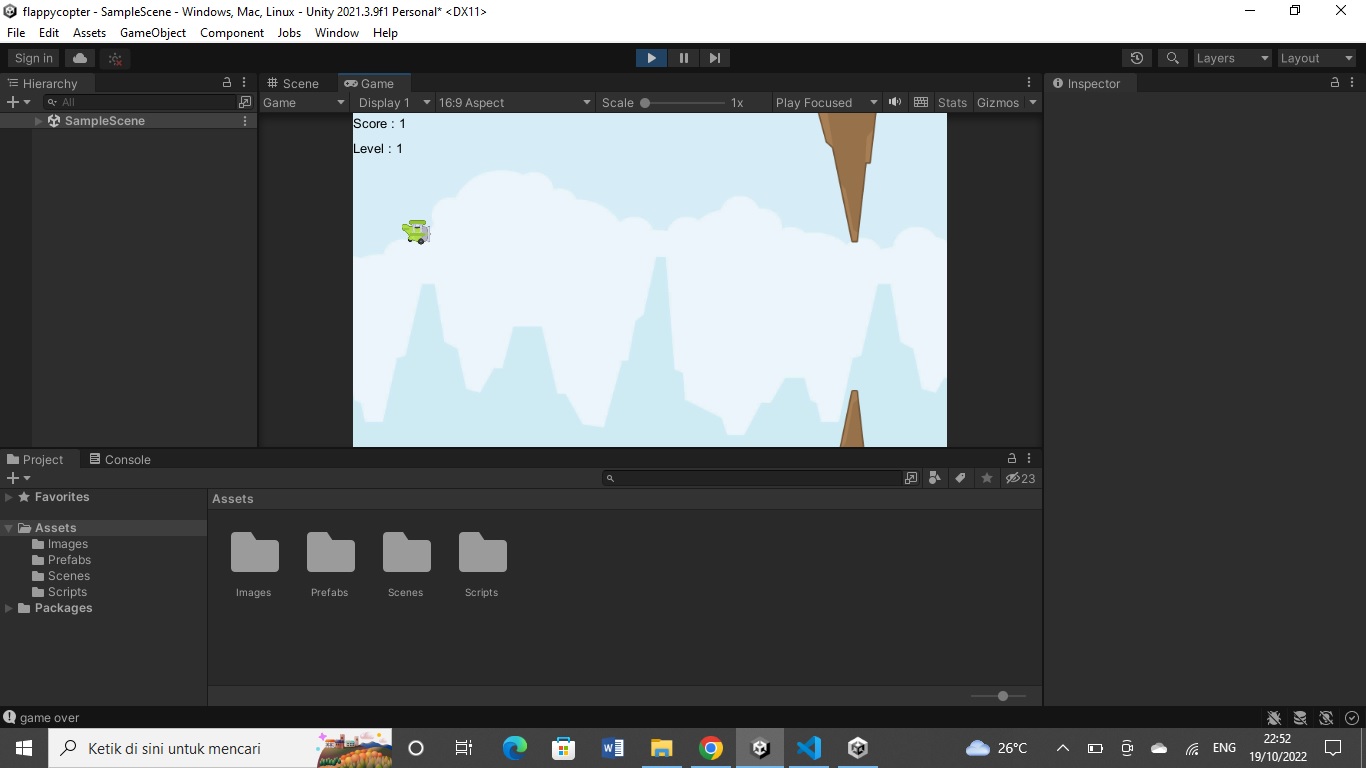 flappycopter - SampleScene - Windows, Mac, Linux - Unity 2021.3.9f1 Personal* <DX11>
File Edit Assets GameObject Component Jobs Window Help
Sign in Layers Layout
Hierarchy Scene Game Inspector
All Game Display 1 16:9 Aspect Scale 1x Play Focused Stats Gizmos
SampleScene
Score : 1
Level : 1
Project Console
23
Favorites Assets
Assets
Images
Prefabs
Scenes
Scripts
Packages
Images Prefabs Scenes Scripts
game over
Ketik di sini untuk mencari 26°C ENG 22:52
19/10/2022